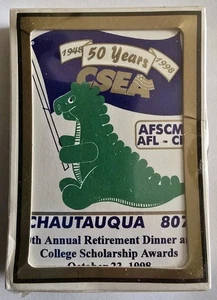 1948 50 Years 1998
CSEA
AFSCM
AFL - CI
CHAUTAUQUA 807
th Annual Retirement Dinner a
College Scholarship Awards
October 23, 1998